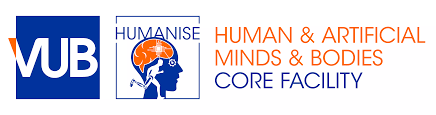 VUB
HUMANISE
HUMAN & ARTIFICIAL
MINDS & BODIES
CORE FACILITY